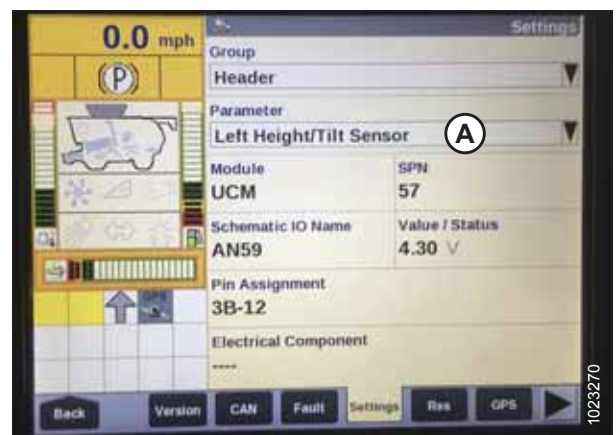 0.0 mph
Settings
(P)
Group
Header
Parameter
Left Height/Tilt Sensor
A
Module
UCM
SPN
57
Schematic IO Name
AN59
Value / Status
4.30 V
Pin Assignment
3B-12
Electrical Component
----
Back
Version
CAN
Fault
Settings
Res
GPS
1023270